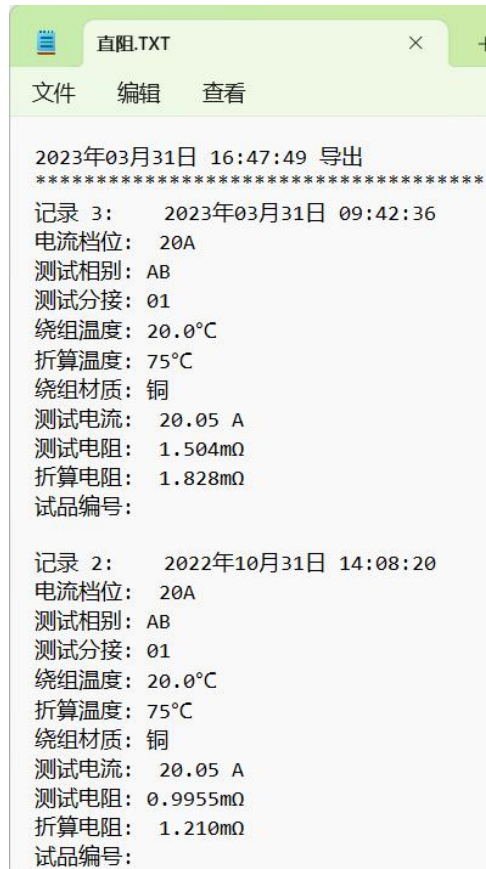 直阻.TXT
文件 编辑 查看
2023年03月31日 16:47:49 导出
*************************************
记录 3: 2023年03月31日 09:42:36
电流档位: 20A
测试相别: AB
测试分接: 01
绕组温度: 20.0℃
折算温度: 75℃
绕组材质: 铜
测试电流: 20.05 A
测试电阻: 1.504mΩ
折算电阻: 1.828mΩ
试品编号:
记录 2: 2022年10月31日 14:08:20
电流档位: 20A
测试相别: AB
测试分接: 01
绕组温度: 20.0℃
折算温度: 75℃
绕组材质: 铜
测试电流: 20.05 A
测试电阻: 0.9955mΩ
折算电阻: 1.210mΩ
试品编号: